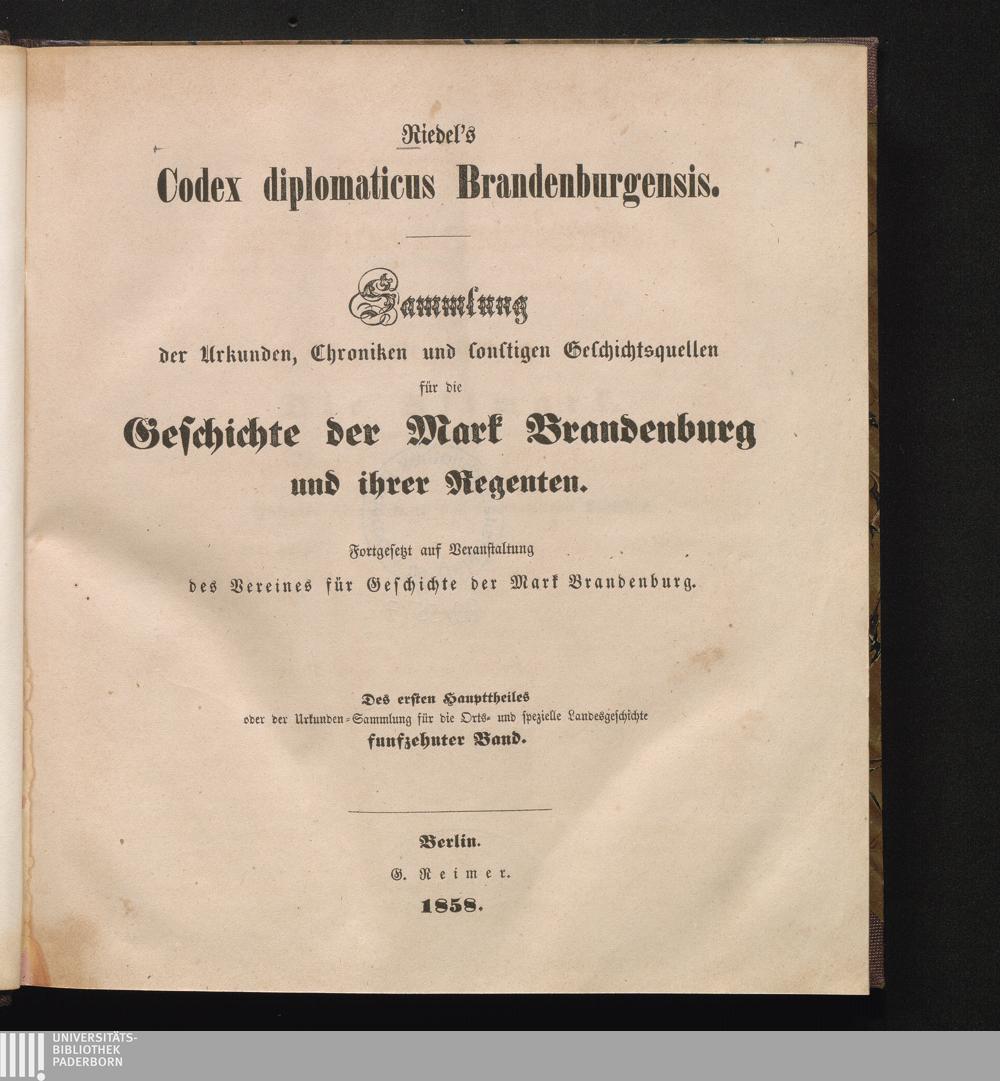 Riedel's
Codex diplomaticus Brandenburgensis.
Sammlung
der Urkunden, Chroniken und sonstigen Geschichtsquellen
für die
Geschichte der Mark Brandenburg
und ihrer Regenten.
Fortgesetzt auf Veranstaltung
des Vereines für Geschichte der Mark Brandenburg.
Des ersten Haupttheiles
oder der Urkunden-Sammlung für die Orts- und spezielle Landesgeschichte
funfzehnter Band.
Berlin.
G. Reimer.
1858.
UNIVERSITÄTS-
BIBLIOTHEK
PADERBORN